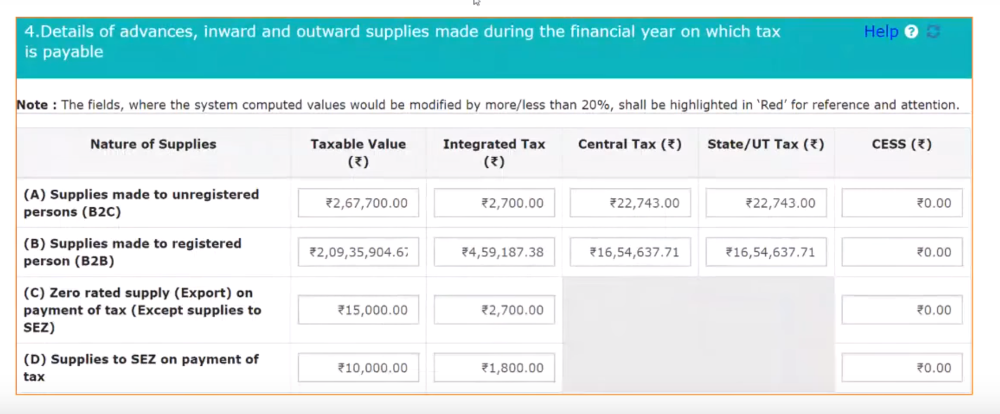 4.Details of advances, inward and outward supplies made during the financial year on which tax
is payable
Help ?
Note : The fields, where the system computed values would be modified by more/less than 20%, shall be highlighted in ‘Red’ for reference and attention.
Nature of Supplies
Taxable Value
(₹)
Integrated Tax
(₹)
Central Tax (₹)
State/UT Tax (₹)
CESS (₹)
(A) Supplies made to unregistered
persons (B2C)
₹2,67,700.00
₹2,700.00
₹22,743.00
₹22,743.00
₹0.00
(B) Supplies made to registered
person (B2B)
₹2,09,35,904.67
₹4,59,187.38
₹16,54,637.71
₹16,54,637.71
₹0.00
(C) Zero rated supply (Export) on
payment of tax (Except supplies to
SEZ)
₹15,000.00
₹2,700.00
₹0.00
(D) Supplies to SEZ on payment of
tax
₹10,000.00
₹1,800.00
₹0.00